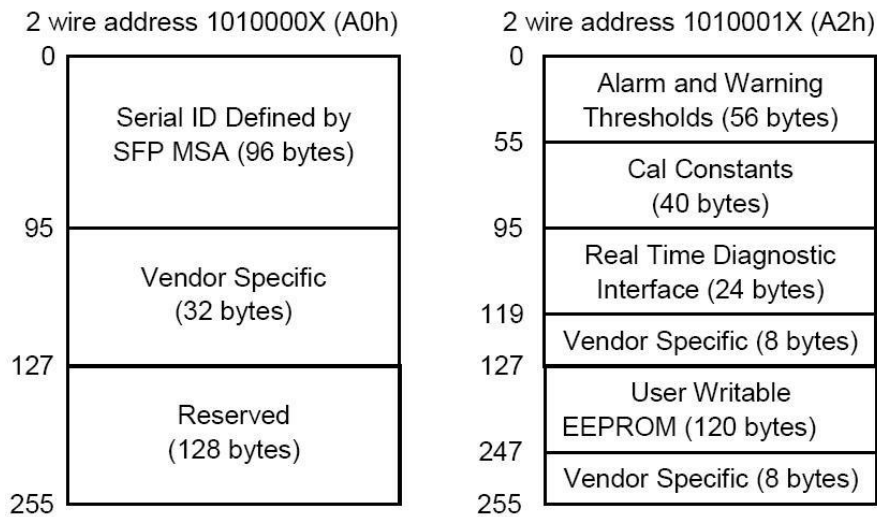 2 wire address 1010000X (A0h)
0
Serial ID Defined by
SFP MSA (96 bytes)
95
Vendor Specific
(32 bytes)
127
Reserved
(128 bytes)
255
2 wire address 1010001X (A2h)
0
Alarm and Warning
Thresholds (56 bytes)
55
Cal Constants
(40 bytes)
95
Real Time Diagnostic
Interface (24 bytes)
119
Vendor Specific (8 bytes)
127
User Writable
EEPROM (120 bytes)
247
Vendor Specific (8 bytes)
255